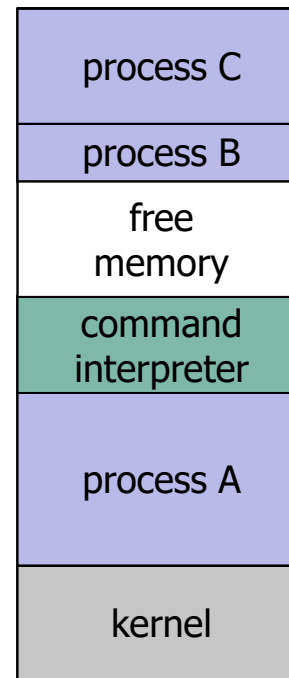 process C
process B
free
memory
command
interpreter
process A
kernel